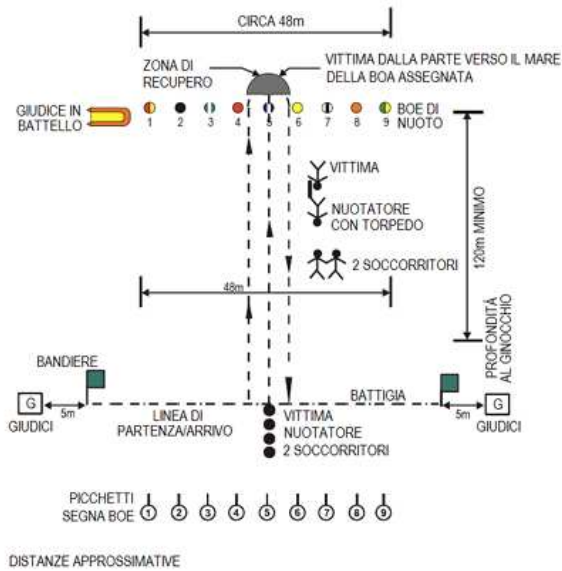 CIRCA 48m
ZONA DI
RECUPERO
VITTIMA DALLA PARTE VERSO IL MARE
DELLA BOA ASSEGNATA
GIUDICE IN
BATTELLO
1 2 3 4 5 6 7 8 9
BOE DI
NUOTO
VITTIMA
NUOTATORE
CON TORPEDO
2 SOCCORRITORI
120m MINIMO
48m
PROFONDITÁ
AL GINOCCHIO
BANDIERE
BATTIGIA
G
5m
GIUDICI
LINEA DI
PARTENZA/ARRIVO
VITTIMA
NUOTATORE
2 SOCCORRITORI
5m
G
GIUDICI
PICCHETTI
SEGNA BOE
1 2 3 4 5 6 7 8 9
DISTANZE APPROSSIMATIVE